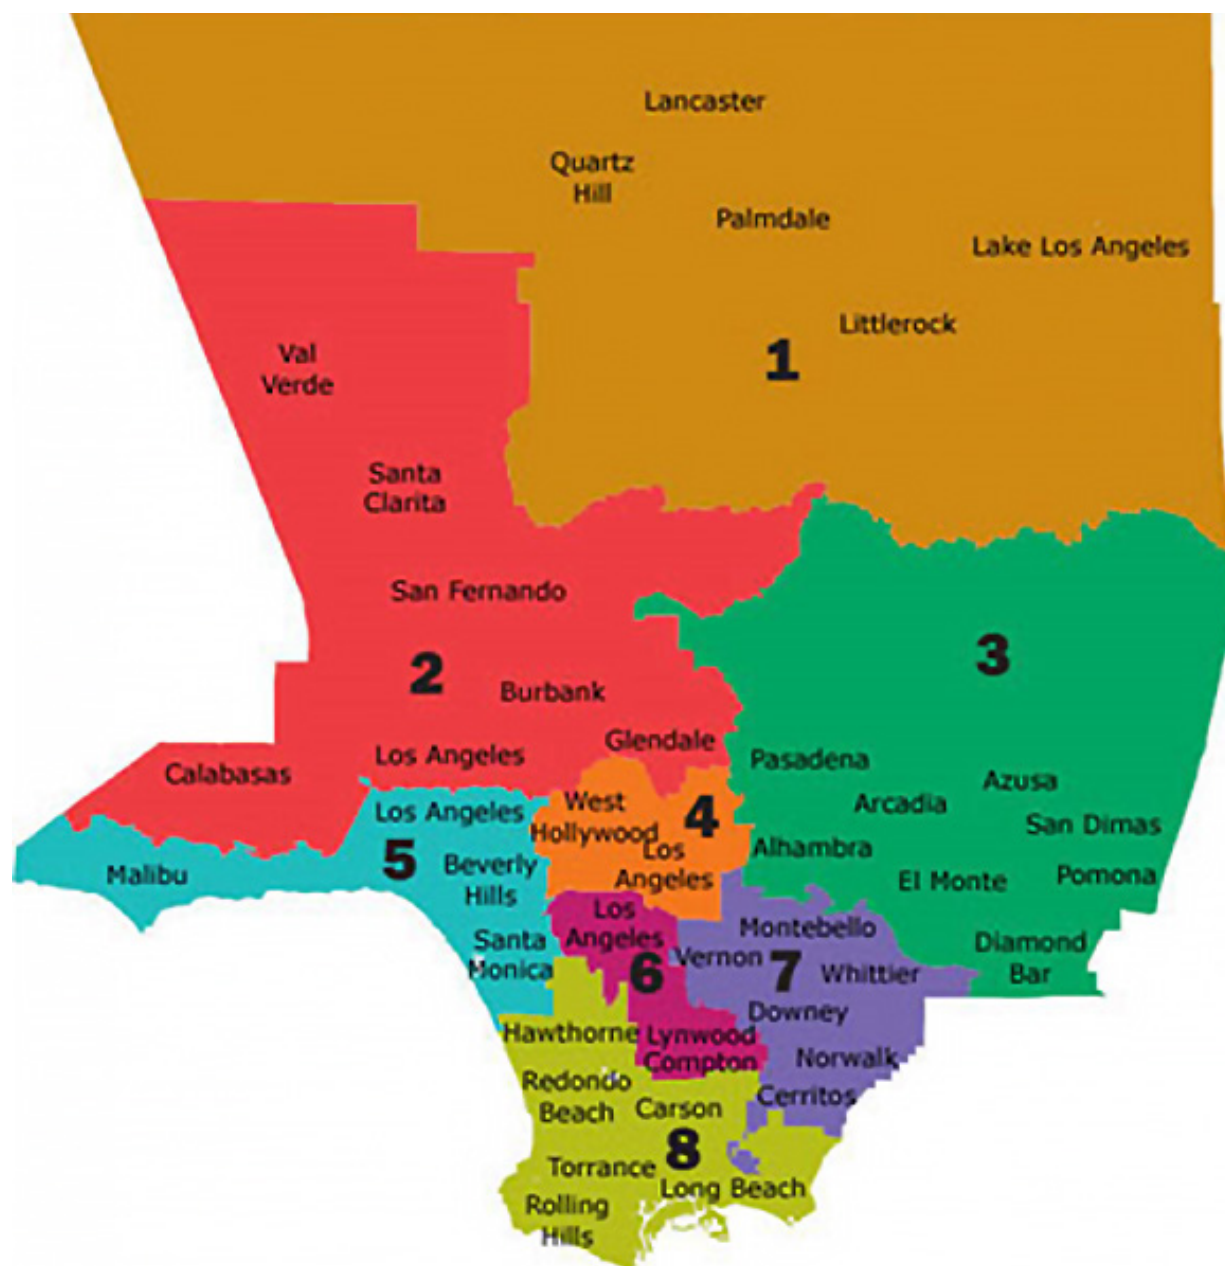 Lancaster
Quartz
Hill
Palmdale
Lake Los Angeles
Littlerock
1
Val
Verde
Santa
Clarita
San Fernando
2
Burbank
Glendale
Los Angeles
Calabasas
3
Pasadena
Azusa
Arcadia
San Dimas
Alhambra
El Monte
Pomona
Diamond
Bar
West
Hollywood
4
Los
Angeles
Los Angeles
5
Beverly
Hills
Malibu
Santa
Monica
Los
Angeles
6
Lynwood
Compton
Montebello
Vernon
7
Whittier
Downey
Norwalk
Cerritos
Hawthorne
Redondo
Beach
Carson
8
Torrance
Long Beach
Rolling
Hills